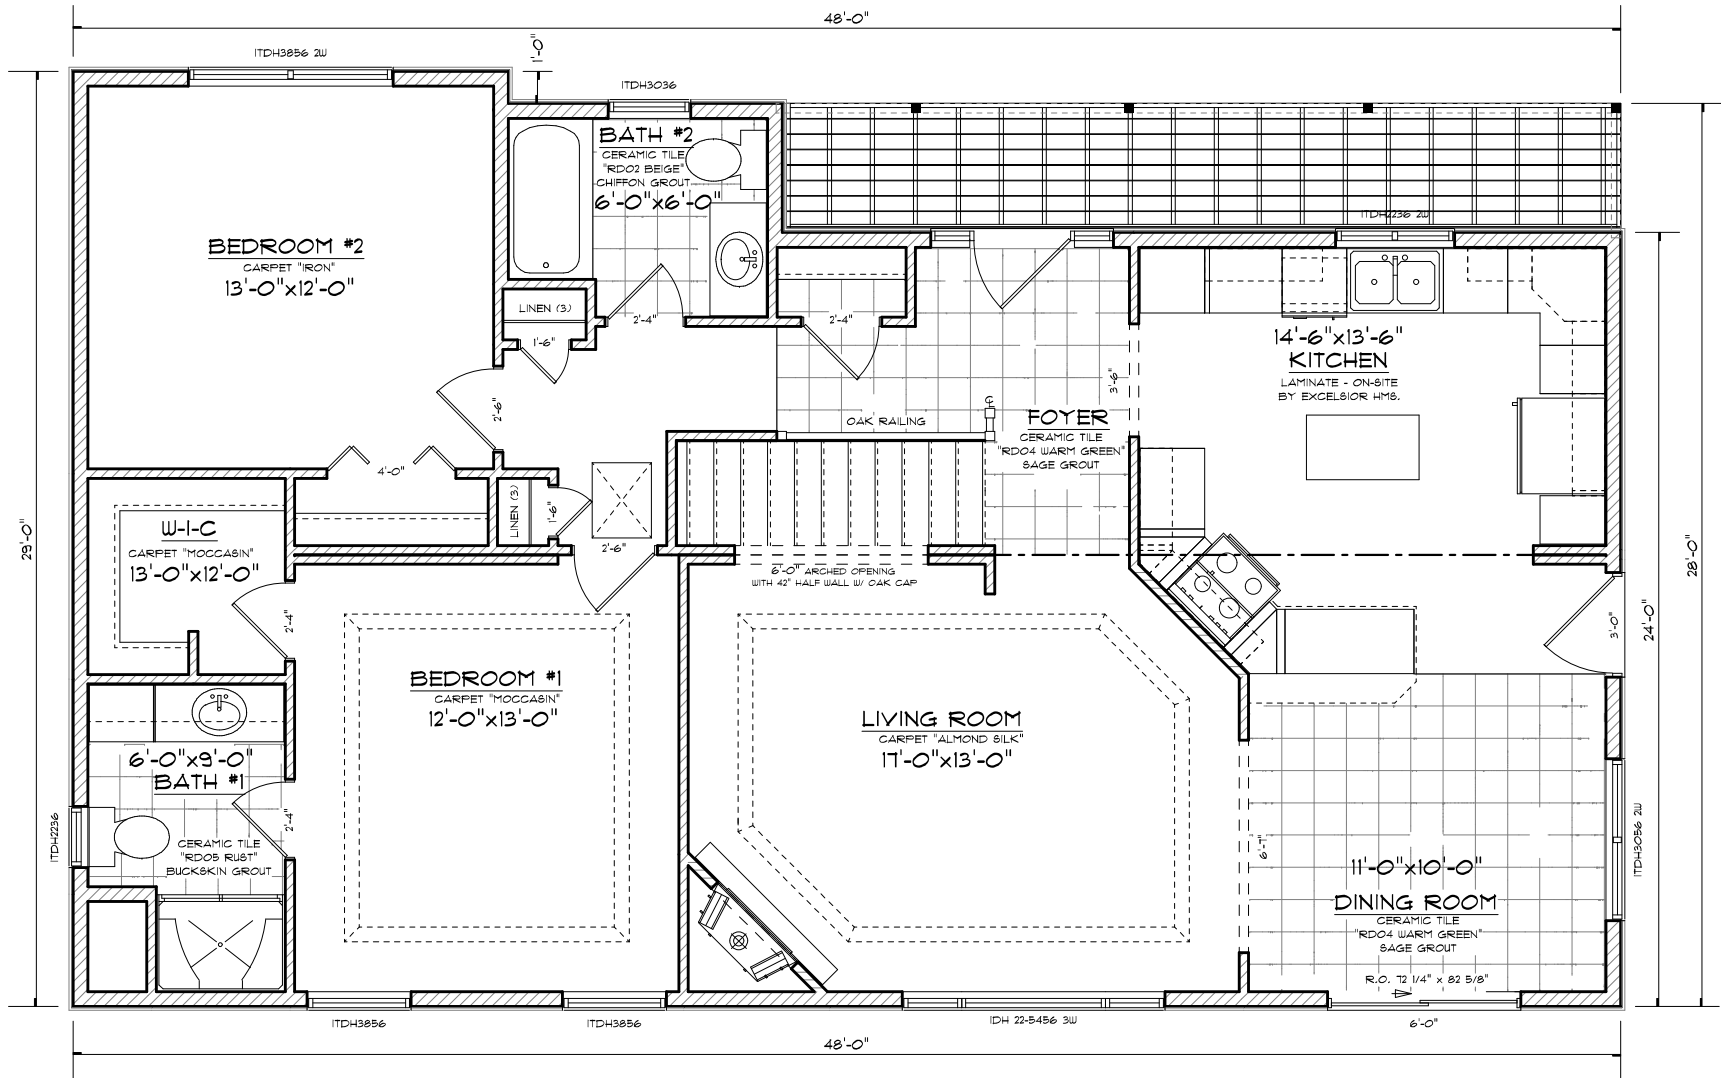 48'-0"
ITDH3856 2W
1'-0"
ITDH3036
BATH #2
CERAMIC TILE
"RD02 BEIGE"
CHIFFON GROUT
6'-0"x6'-0"
ITDH2236 2W
BEDROOM #2
CARPET "IRON"
13'-0"x12'-0"
LINEN (3)
1'-6"
2'-4"
2'-4"
14'-6"x13'-6"
KITCHEN
LAMINATE - ON-SITE
BY EXCELSIOR HMS.
3'-6"
2'-6"
OAK RAILING
FOYER
CERAMIC TILE
"RD04 WARM GREEN"
SAGE GROUT
4'-0"
LINEN (3)
1'-6"
2'-6"
29'-0"
28'-0"
24'-0"
3'-0"
W-I-C
CARPET "MOCCASIN"
13'-0"x12'-0"
6'-0" ARCHED OPENING
WITH 42" HALF WALL W/ OAK CAP
2'-4"
BEDROOM #1
CARPET "MOCCASIN"
12'-0"x13'-0"
LIVING ROOM
CARPET "ALMOND SILK"
17'-0"x13'-0"
6'-0"x9'-0"
BATH #1
2'-4"
ITDH2236
CERAMIC TILE
"RD05 RUST"
BUCKSKIN GROUT
6'-7"
ITDH3056 2W
11'-0"x10'-0"
DINING ROOM
CERAMIC TILE
"RD04 WARM GREEN"
SAGE GROUT
R.O. 72 1/4" x 82 5/8"
ITDH3856
ITDH3856
IDH 22-5456 3W
6'-0"
48'-0"